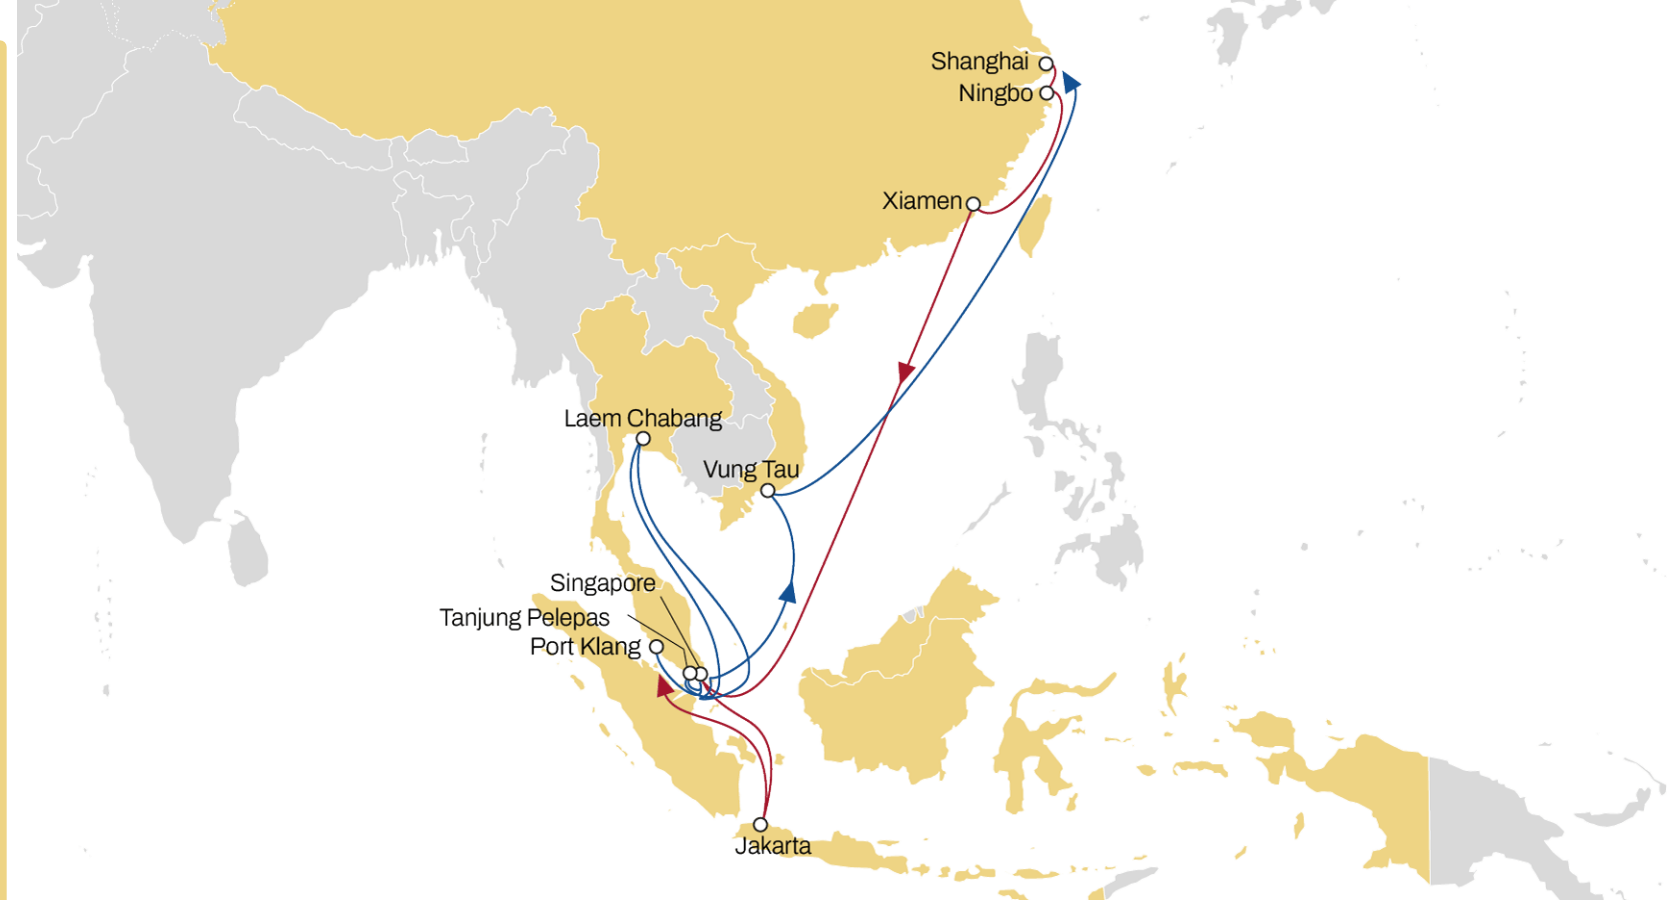 Shanghai
Ningbo
Xiamen
Laem Chabang
Vung Tau
Singapore
Tanjung Pelepas
Port Klang
Jakarta